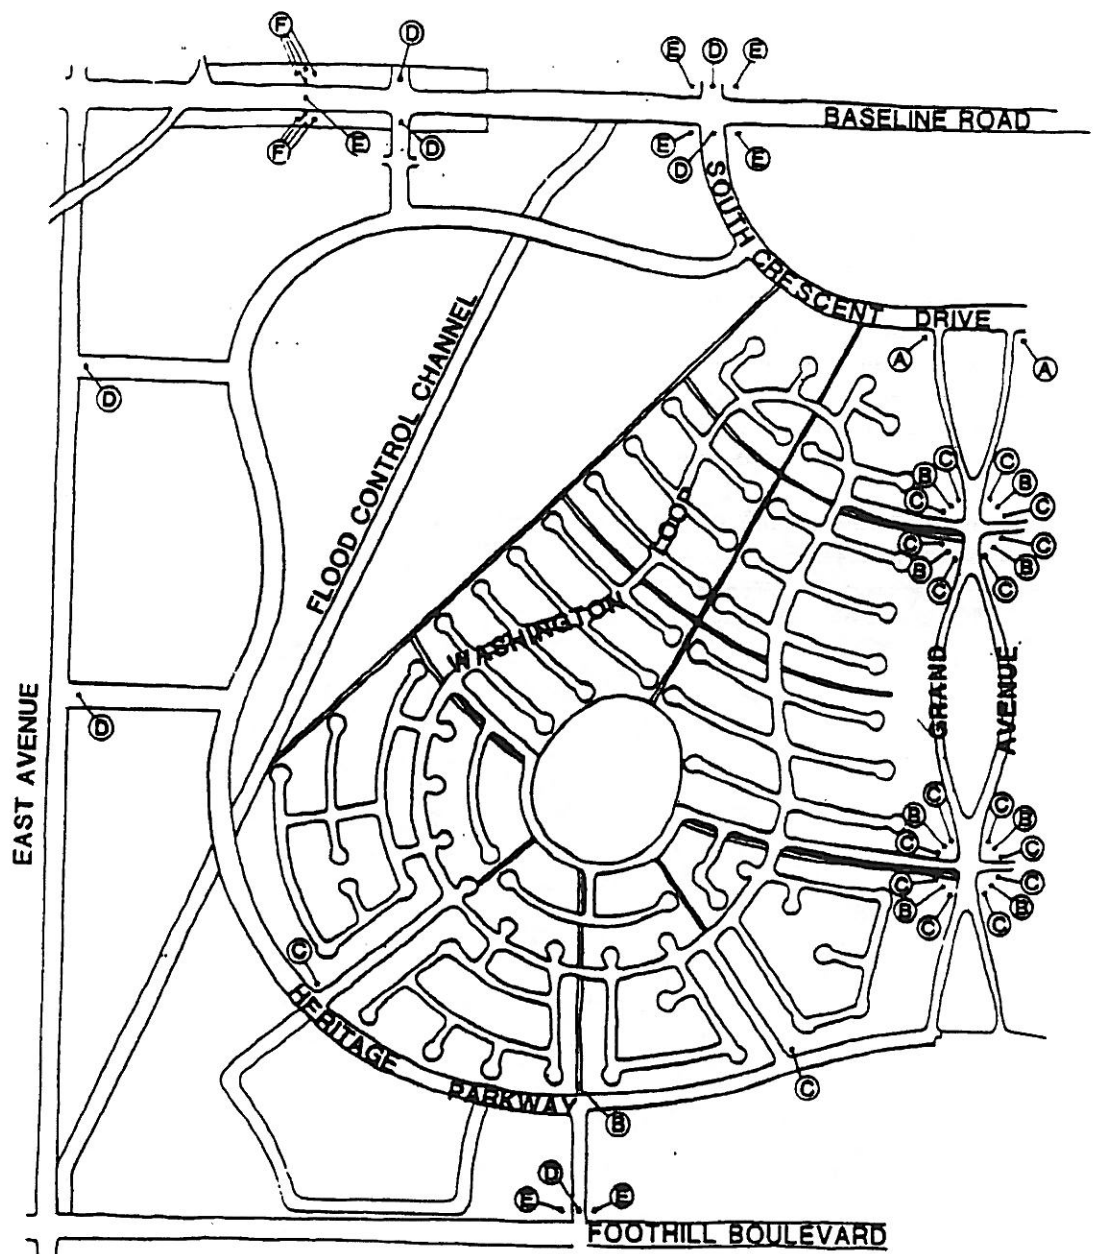 F
D
E D E
BASELINE ROAD
F E D
E D E
SOUTH CRESCENT DRIVE
A A
D
FLOOD CONTROL CHANNEL
C C
B B
C C
LOOP
C C
B B
C C
WASHINGTON
GRAND AVENUE
D
EAST AVENUE
C C
B B
C C
C C
B B
C C
C
HERITAGE PARKWAY
C
B
D
E E
FOOTHILL BOULEVARD